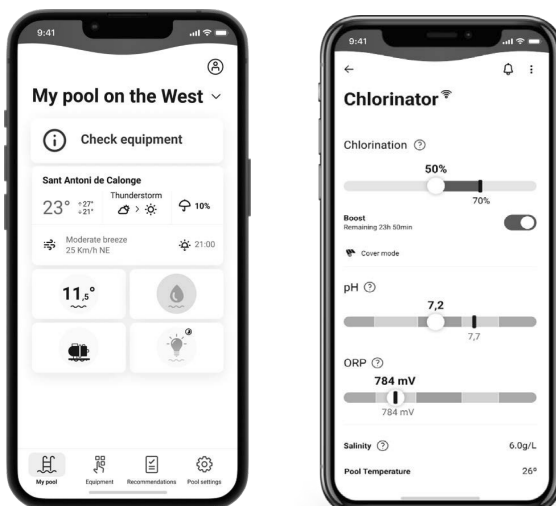 9:41
My pool on the West
Check equipment
Sant Antoni de Calonge
23° +27° +21°
Thunderstorm
10%
Moderate breeze
25 Km/h NE
21:00
11,5°
My pool
Equipment
Recommendations
Pool settings
9:41
Chlorinator
Chlorination ?
50%
70%
Boost
Remaining 23h 50min
Cover mode
pH ?
7,2
7,7
ORP ?
784 mV
784 mV
Salinity ? 6.0g/L
Pool Temperature 26°